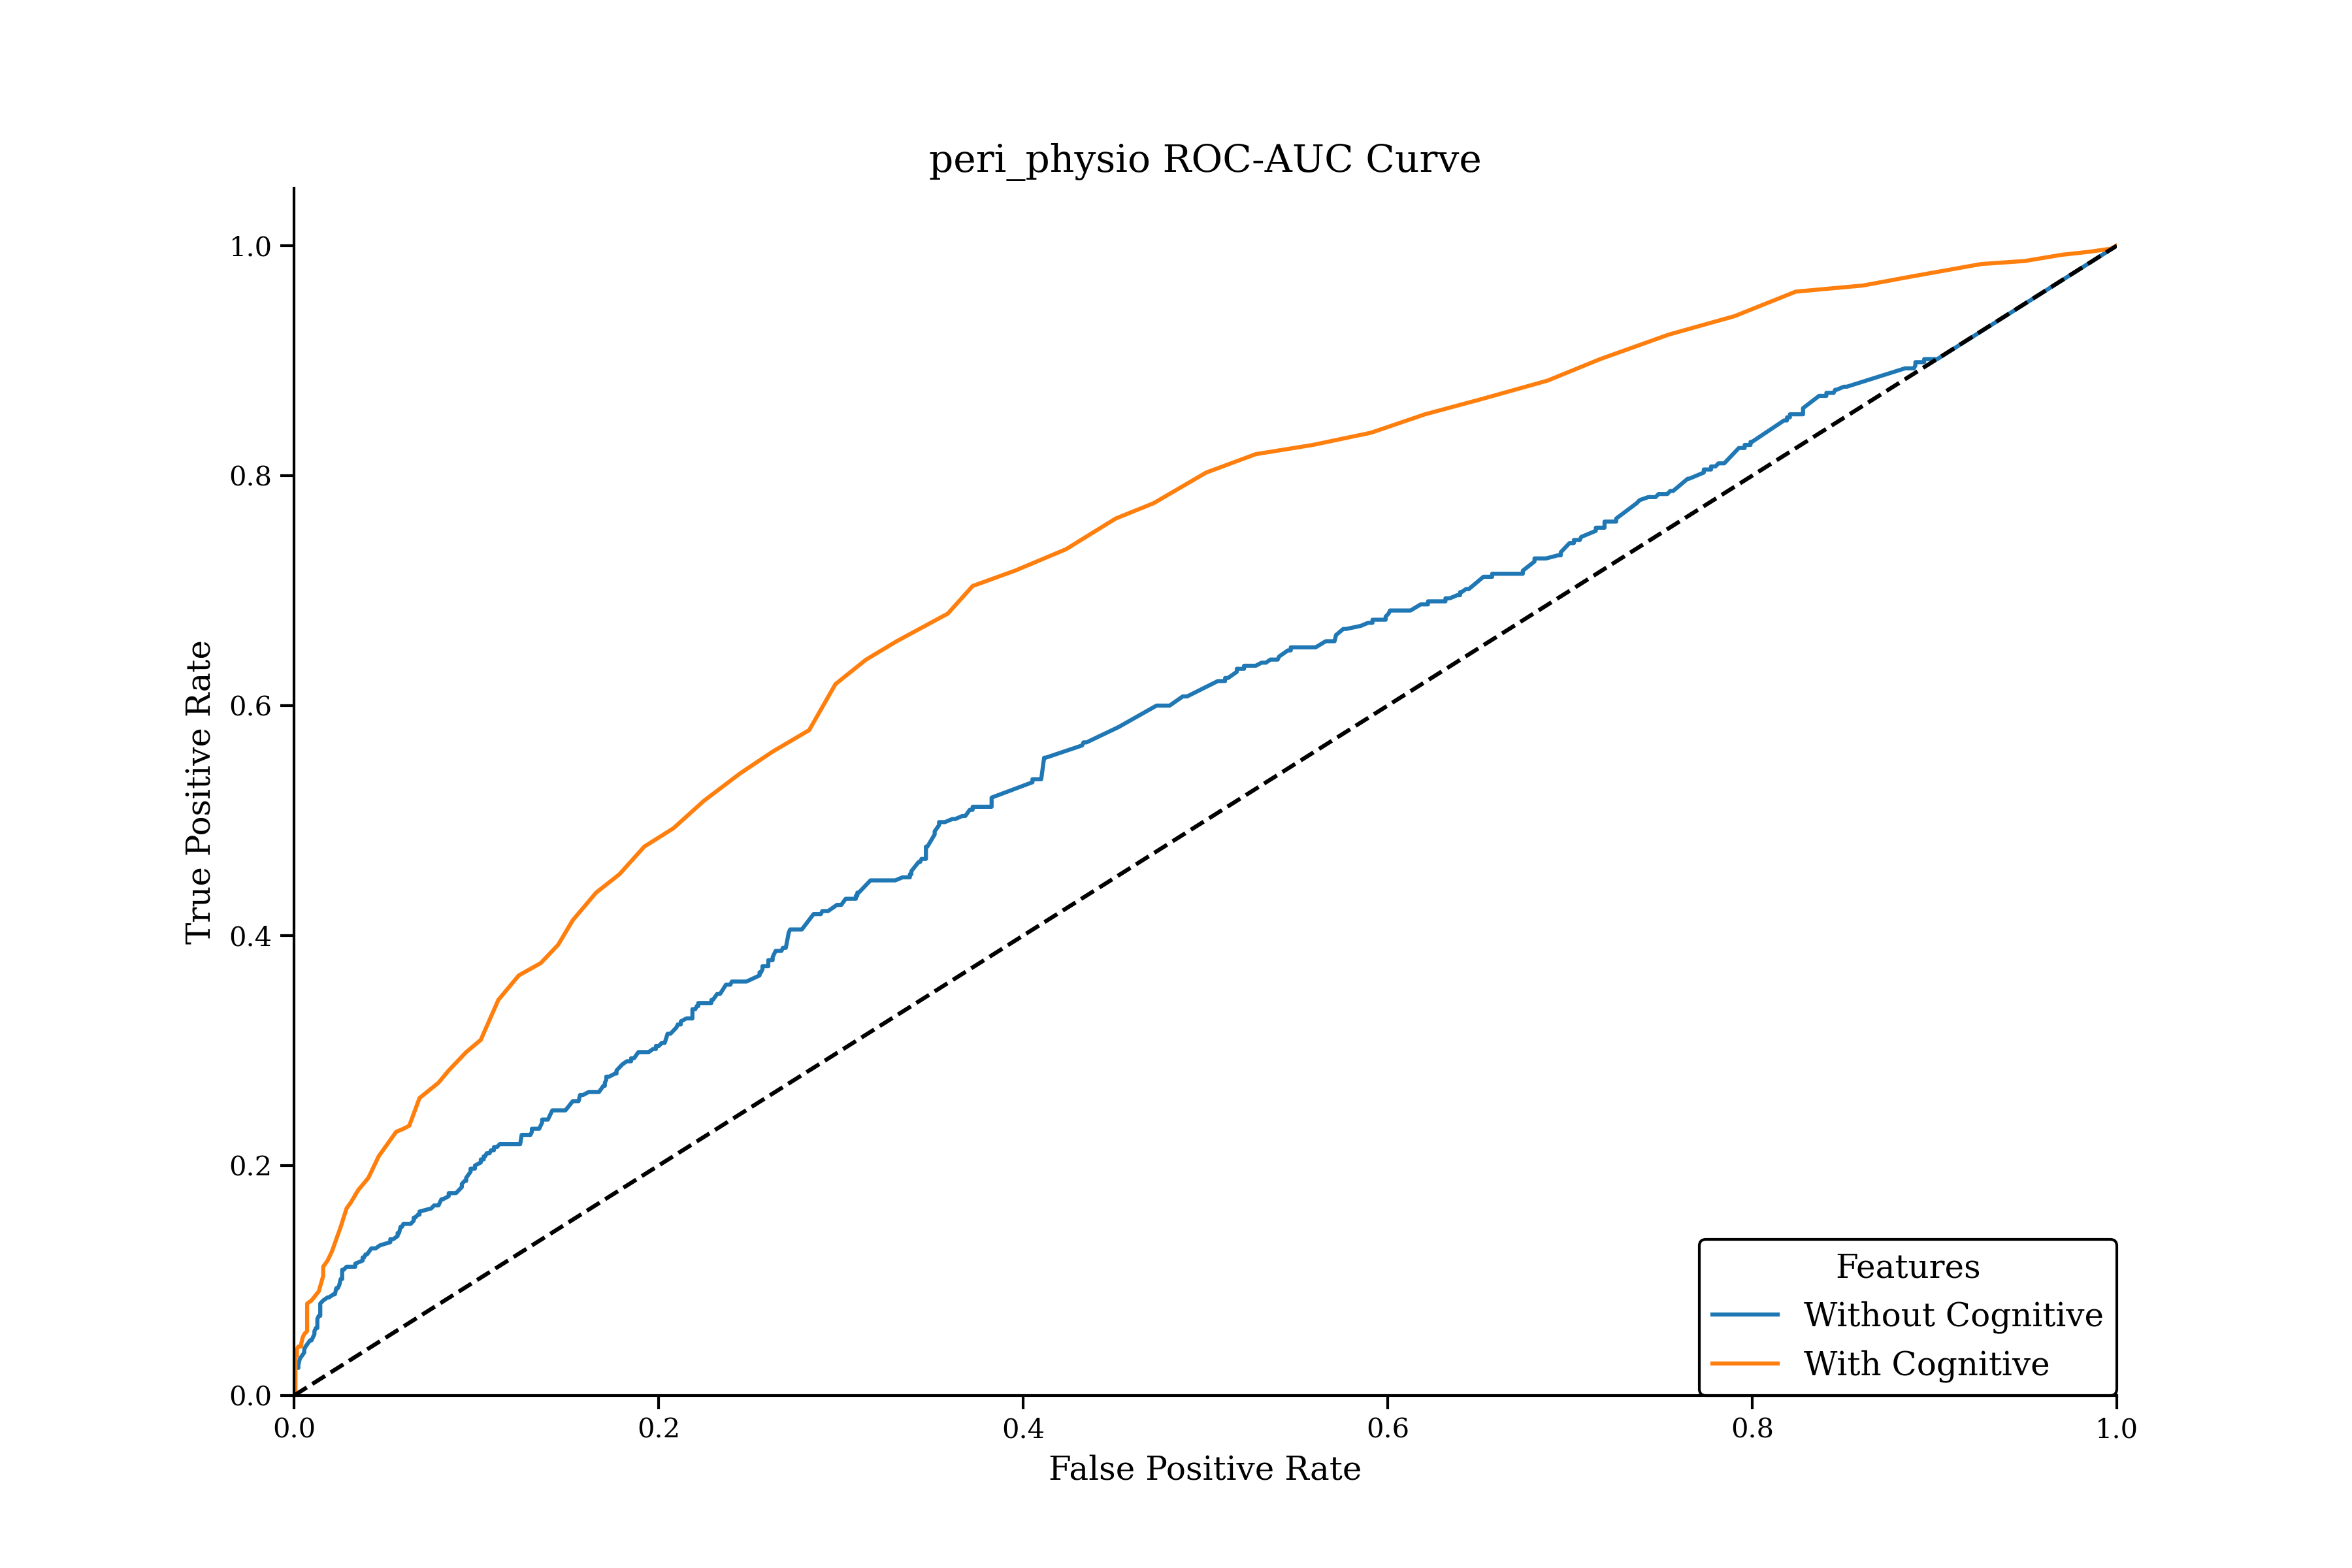 peri_physio ROC-AUC Curve
1.0
0.8
0.6
0.4
0.2
0.0
True Positive Rate
0.0 0.2 0.4 0.6 0.8 1.0
False Positive Rate
Features
Without Cognitive
With Cognitive